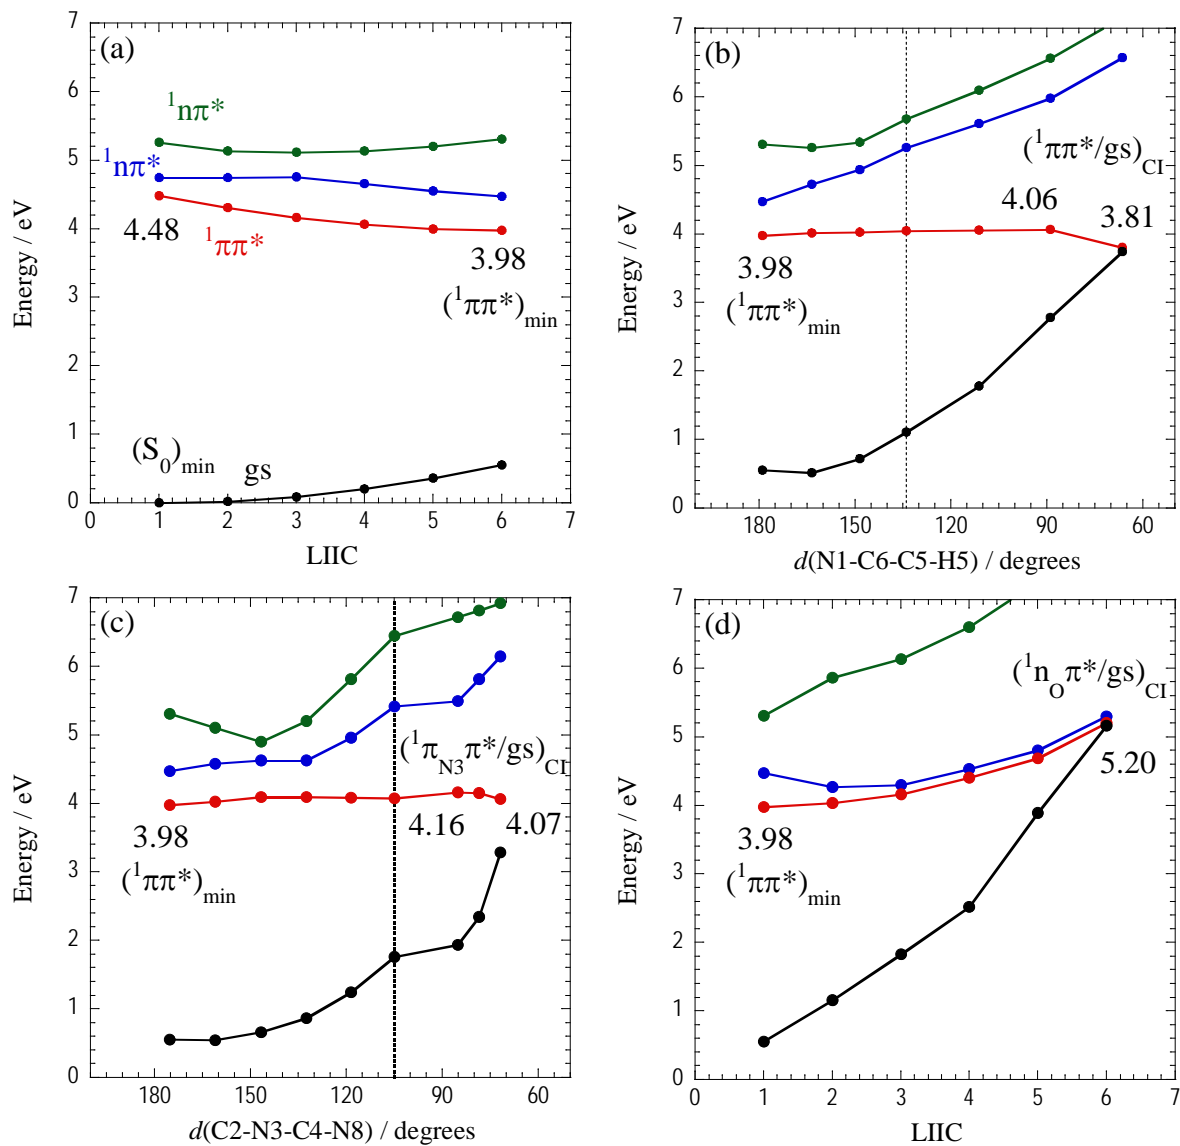 (a)
7
6
5
4
3
2
1
0
Energy / eV
¹nπ*
¹nπ*
4.48
¹ππ*
3.98
(¹ππ*)min
(S₀)min
gs
0 1 2 3 4 5 6 7
LIIC
(b)
7
6
5
4
3
2
1
0
Energy / eV
(¹ππ*/gs)CI
4.06
3.81
3.98
(¹ππ*)min
180 150 120 90 60
d(N1-C6-C5-H5) / degrees
(c)
7
6
5
4
3
2
1
0
Energy / eV
(¹πN3π*/gs)CI
3.98
4.16
4.07
(¹ππ*)min
180 150 120 90 60
d(C2-N3-C4-N8) / degrees
(d)
7
6
5
4
3
2
1
0
Energy / eV
(¹nOπ*/gs)CI
5.20
3.98
(¹ππ*)min
0 1 2 3 4 5 6 7
LIIC